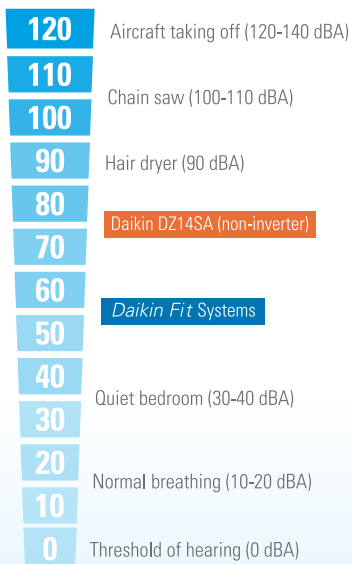 120 Aircraft taking off (120-140 dBA)
110
Chain saw (100-110 dBA)
100
90 Hair dryer (90 dBA)
80
Daikin DZ14SA (non-inverter)
70
60
Daikin Fit Systems
50
40
Quiet bedroom (30-40 dBA)
30
20
Normal breathing (10-20 dBA)
10
0 Threshold of hearing (0 dBA)